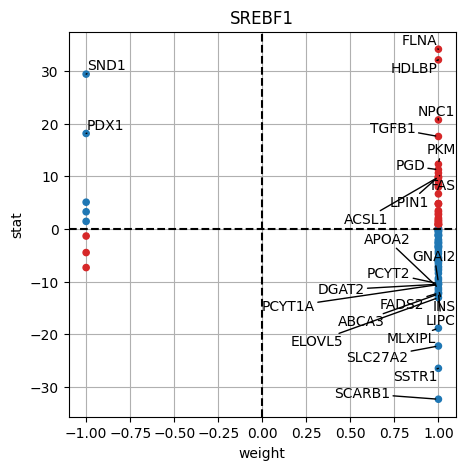 SREBF1
FLNA
HDLBP
SND1
NPC1
PDX1
TGFB1
PKM
PGD
FAS
LPIN1
ACSL1
APOA2
GNAI2
PCYT2
DGAT2
FADS2
INS
PCYT1A
ABCA3
LIPC
ELOVL5
MLXIPL
SLC27A2
SSTR1
SCARB1
30
20
10
0
−10
−20
−30
stat
−1.00 −0.75 −0.50 −0.25 0.00 0.25 0.50 0.75 1.00
weight